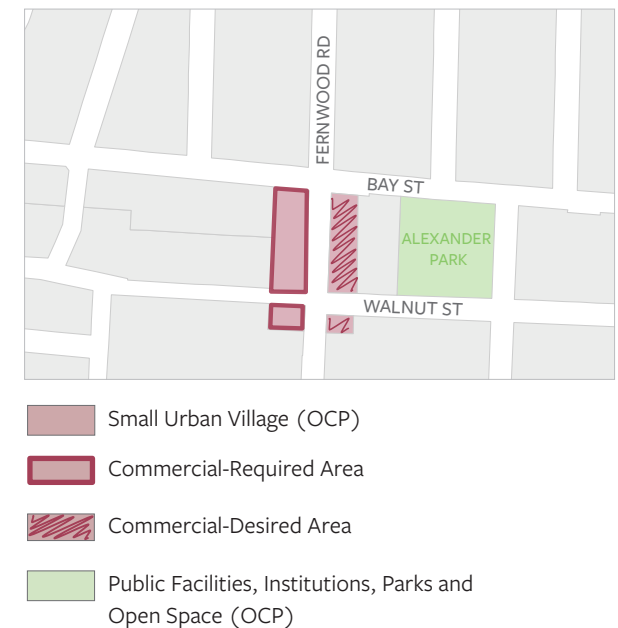 FERNWOOD RD
BAY ST
ALEXANDER
PARK
WALNUT ST
Small Urban Village (OCP)
Commercial-Required Area
Commercial-Desired Area
Public Facilities, Institutions, Parks and
Open Space (OCP)